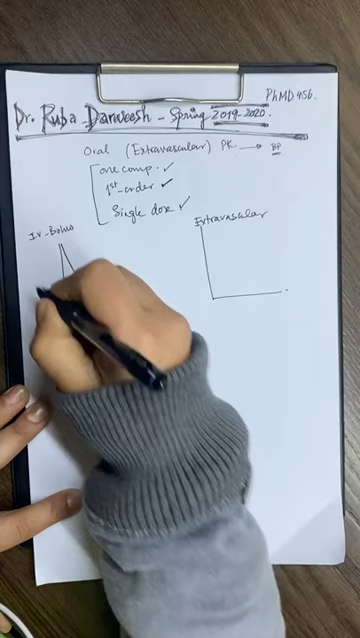 PhMD 456.
Dr. Ruba Darweesh - Spring 2019-2020.
Oral (Extravascular) PK → BP
one comp. ✓
1st-order ✓
Single dose ✓
I.V-Bolus
Extravascular